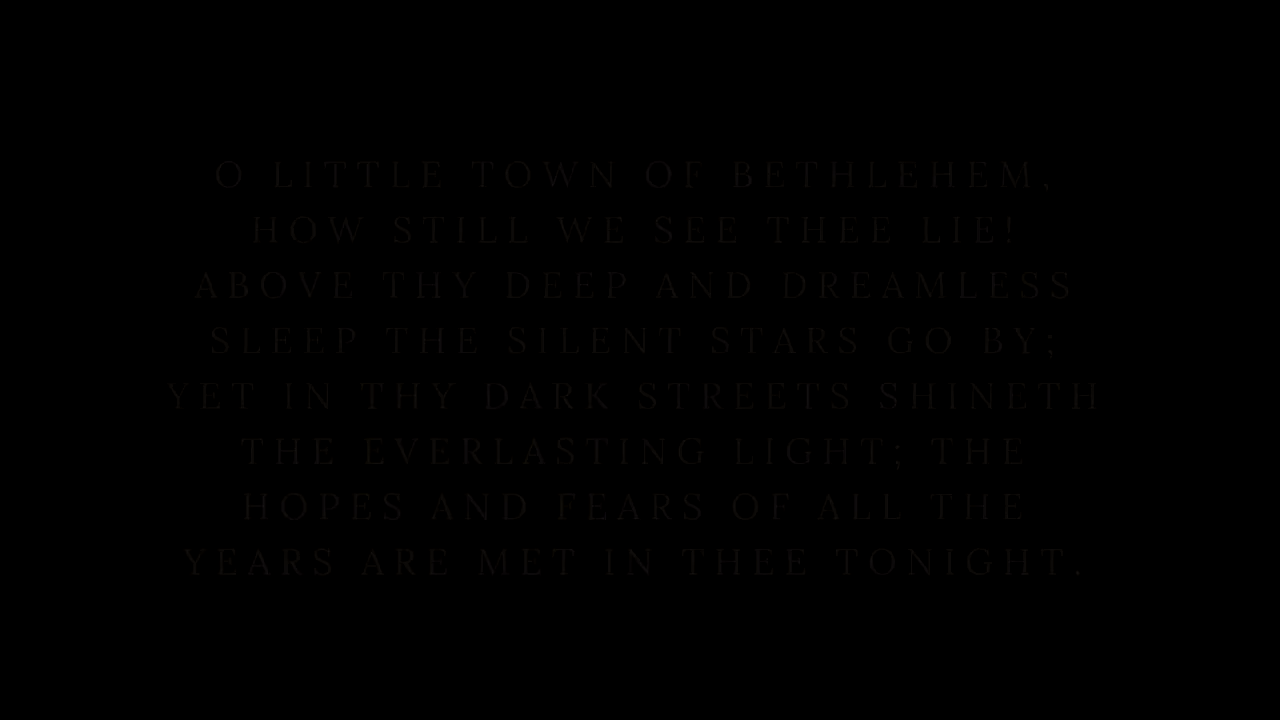 O LITTLE TOWN OF BETHLEHEM,
HOW STILL WE SEE THEE LIE!
ABOVE THY DEEP AND DREAMLESS
SLEEP THE SILENT STARS GO BY;
YET IN THY DARK STREETS SHINETH
THE EVERLASTING LIGHT; THE
HOPES AND FEARS OF ALL THE
YEARS ARE MET IN THEE TONIGHT.